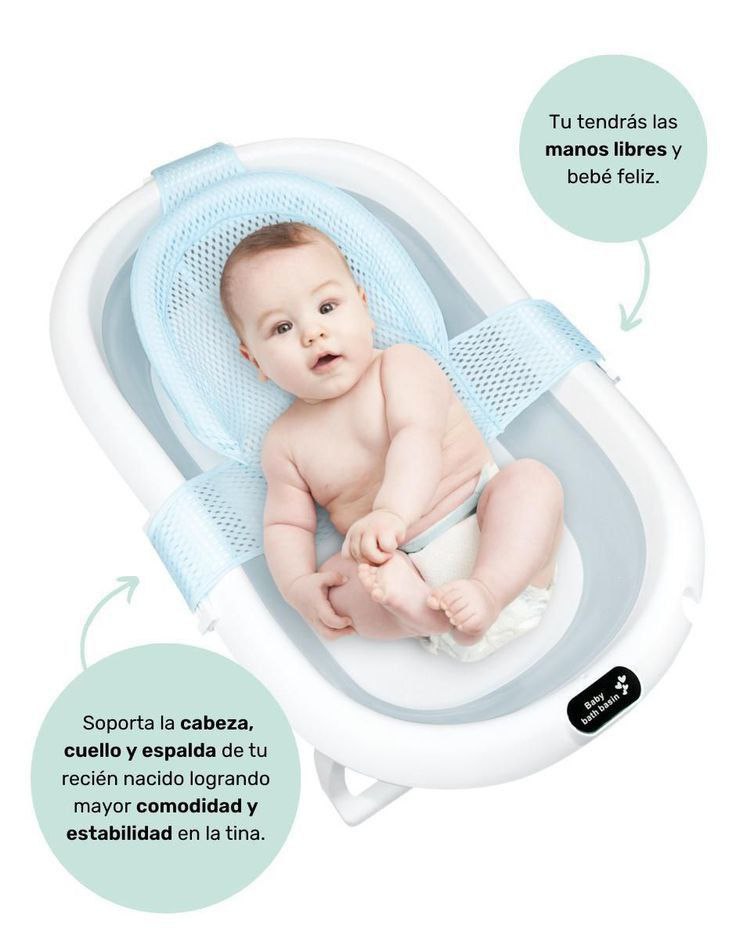 Tu tendrás las
manos libres y
bebé feliz.
Soporta la cabeza,
cuello y espalda de tu
recién nacido logrando
mayor comodidad y
estabilidad en la tina.
Baby
bath basin